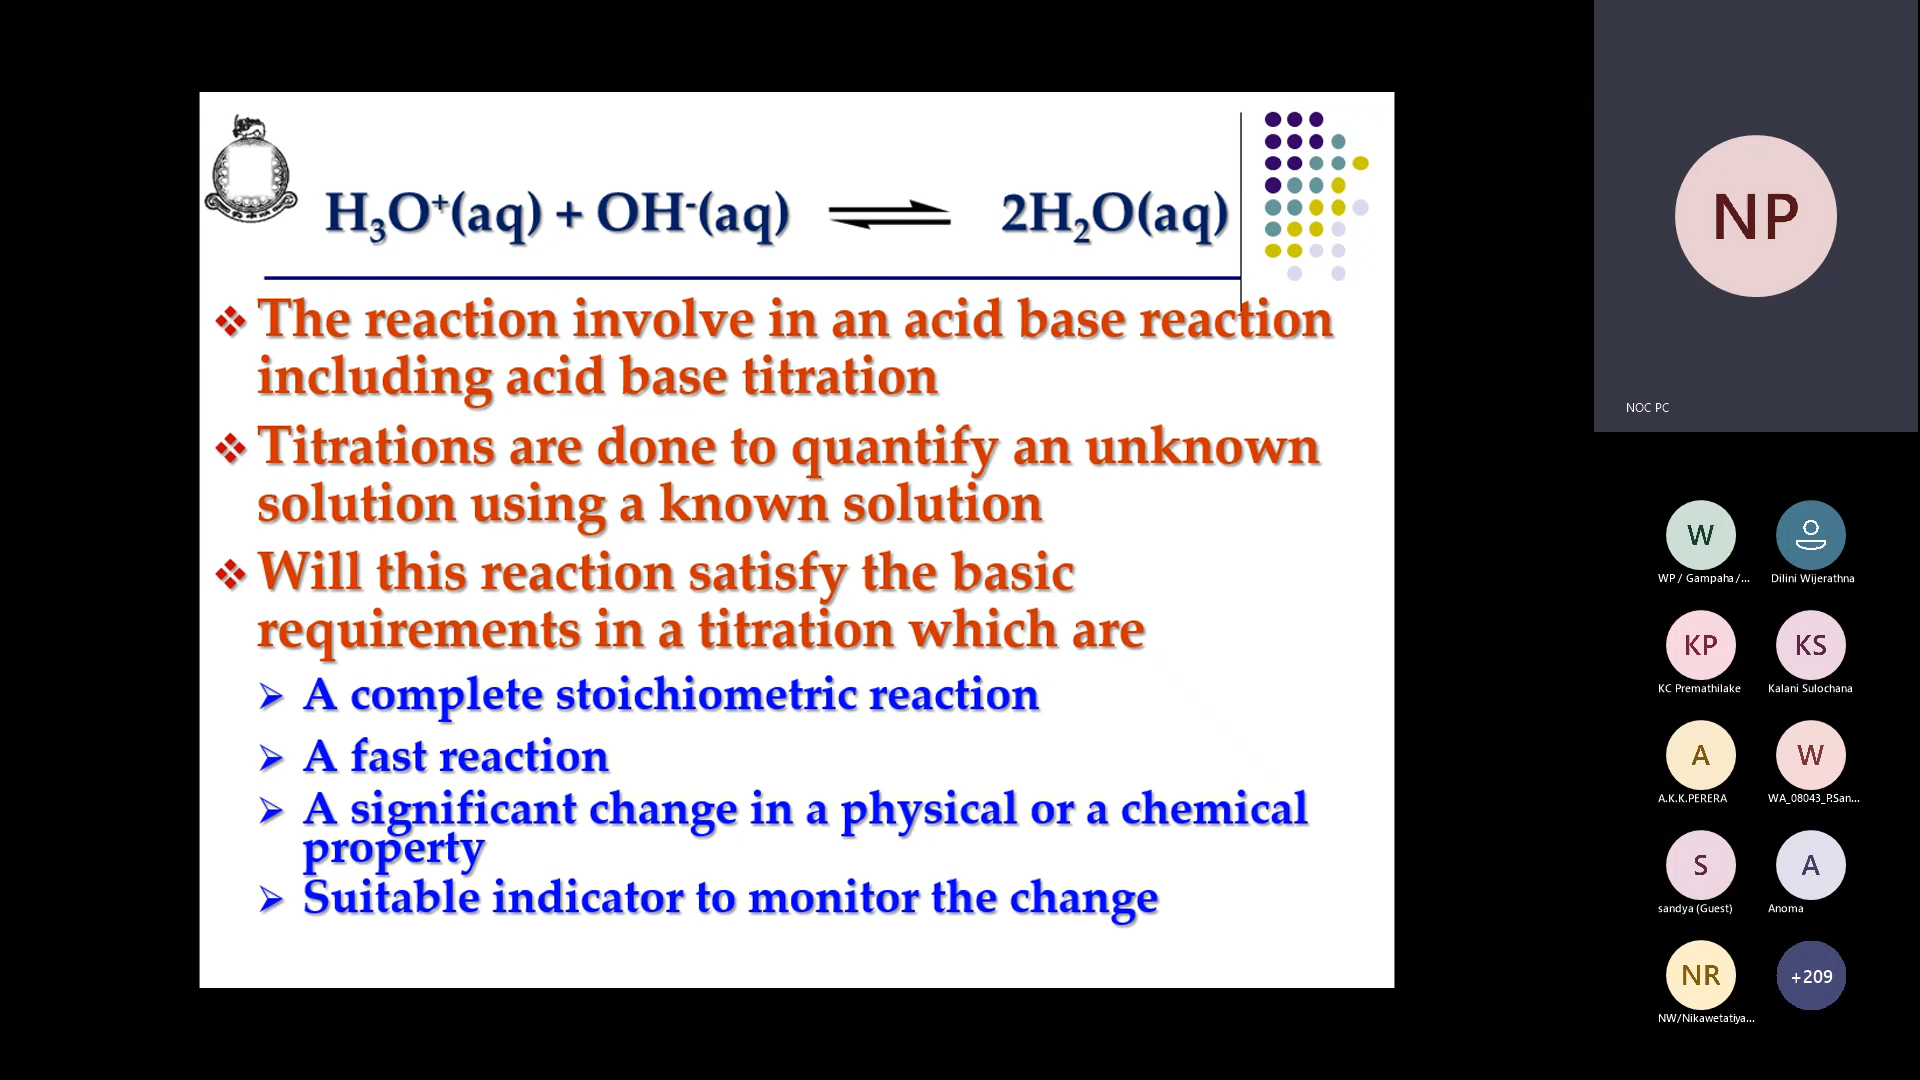 H₃O⁺(aq) + OH⁻(aq) ⇌ 2H₂O(aq)
The reaction involve in an acid base reaction
including acid base titration
Titrations are done to quantify an unknown
solution using a known solution
Will this reaction satisfy the basic
requirements in a titration which are
A complete stoichiometric reaction
A fast reaction
A significant change in a physical or a chemical
property
Suitable indicator to monitor the change
NP
NOC PC
W
WP / Gampaha /...
Dilini Wijerathna
KP
KS
KC Premathilake
Kalani Sulochana
A
W
A.K.K.PERERA
WA_08043_P.San...
S
A
sandya (Guest)
Anoma
NR
+209
NW/Nikawetatiya...